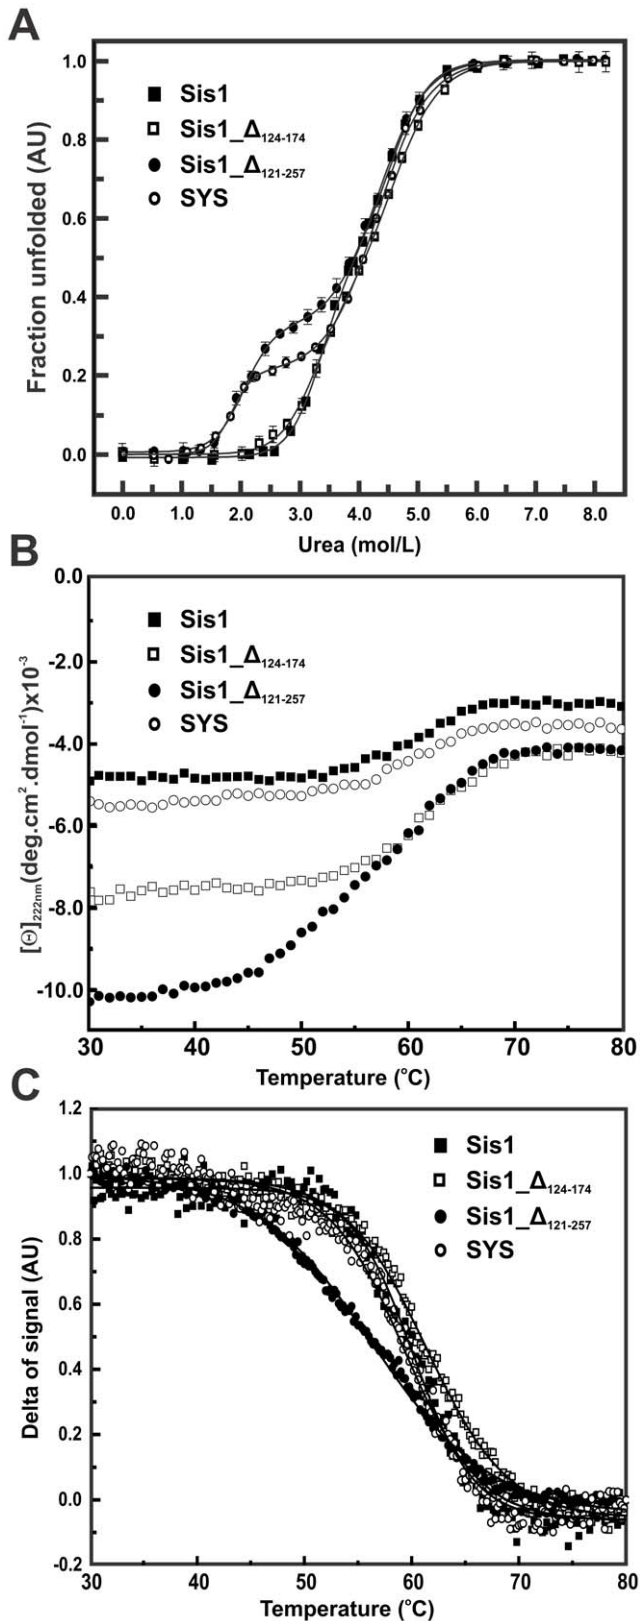 A
1.0
0.8
0.6
0.4
0.2
0.0
Fraction unfolded (AU)
Sis1
Sis1_Δ124-174
Sis1_Δ121-257
SYS
0.0 1.0 2.0 3.0 4.0 5.0 6.0 7.0 8.0
Urea (mol/L)
B
0.0
-2.0
-4.0
-6.0
-8.0
-10.0
[Θ]222nm(deg.cm².dmol⁻¹)x10⁻³
Sis1
Sis1_Δ124-174
Sis1_Δ121-257
SYS
30 40 50 60 70 80
Temperature (°C)
C
1.2
1.0
0.8
0.6
0.4
0.2
0.0
-0.2
Delta of signal (AU)
Sis1
Sis1_Δ124-174
Sis1_Δ121-257
SYS
30 40 50 60 70 80
Temperature (°C)